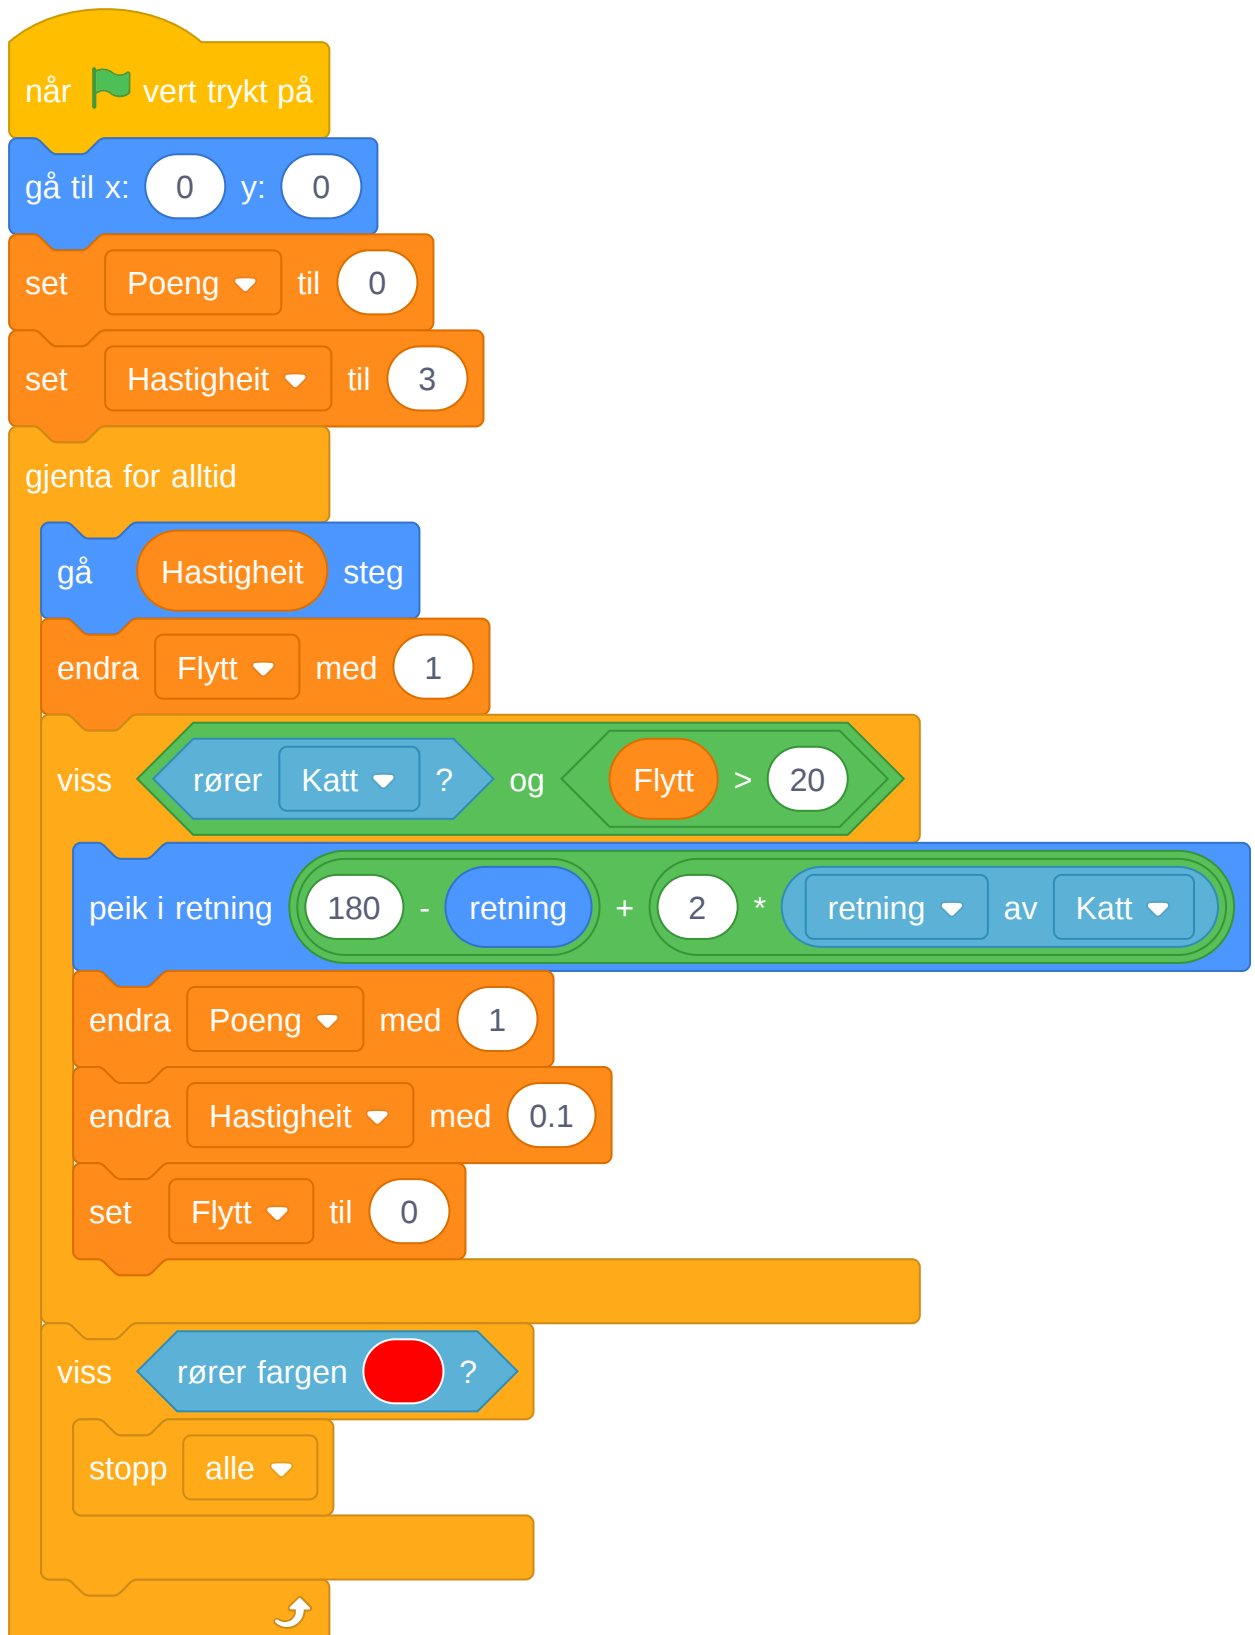 når vert trykt på
gå til x: 0 y: 0
set Poeng til 0
set Hastigheit til 3
gjenta for alltid
gå Hastigheit steg
endra Flytt med 1
viss rører Katt ? og Flytt > 20
peik i retning 180 - retning + 2 * retning av Katt
endra Poeng med 1
endra Hastigheit med 0.1
set Flytt til 0
viss rører fargen ?
stopp alle